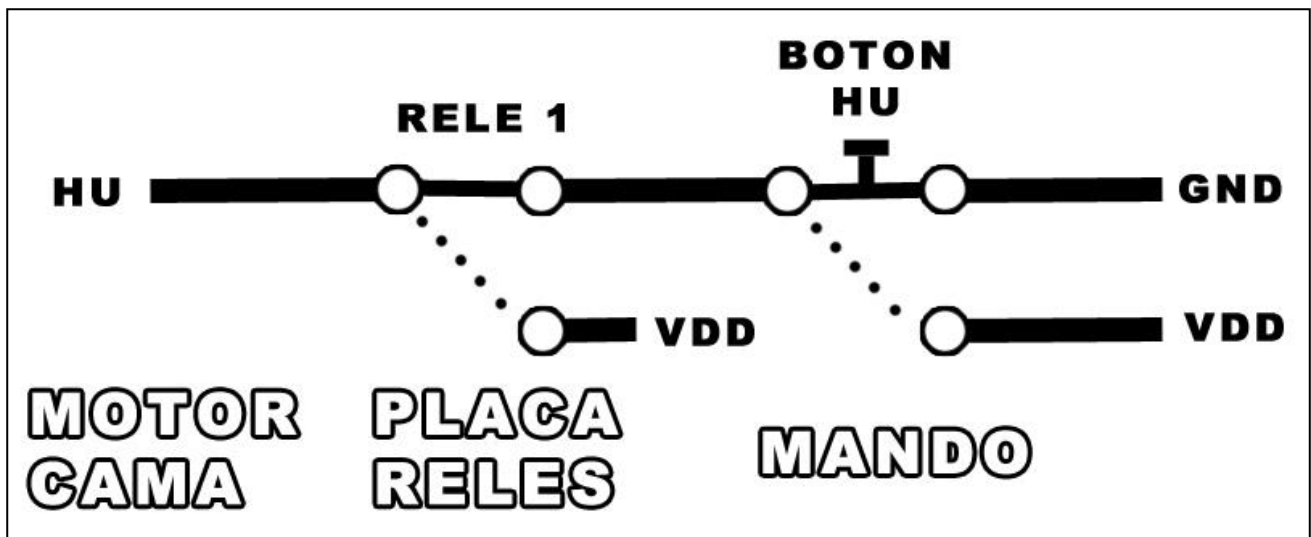 BOTON
HU
RELE 1
HU
GND
VDD
VDD
MOTOR
CAMA
PLACA
RELES
MANDO